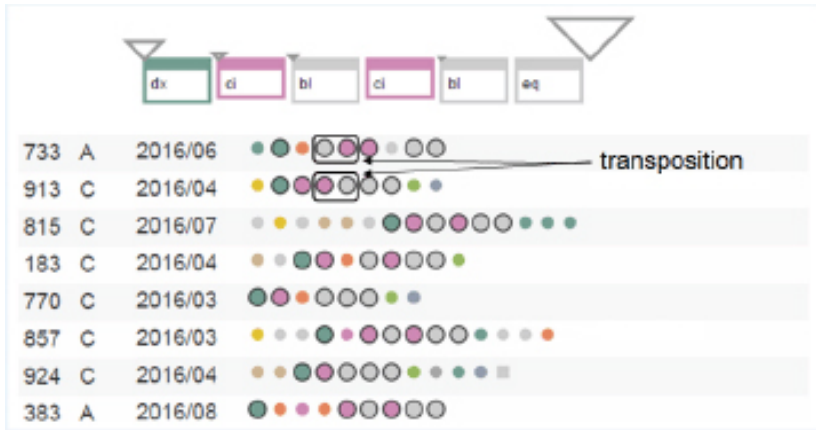 dx ci bl ci bl eq
733 A 2016/06
transposition
913 C 2016/04
815 C 2016/07
183 C 2016/04
770 C 2016/03
857 C 2016/03
924 C 2016/04
383 A 2016/08